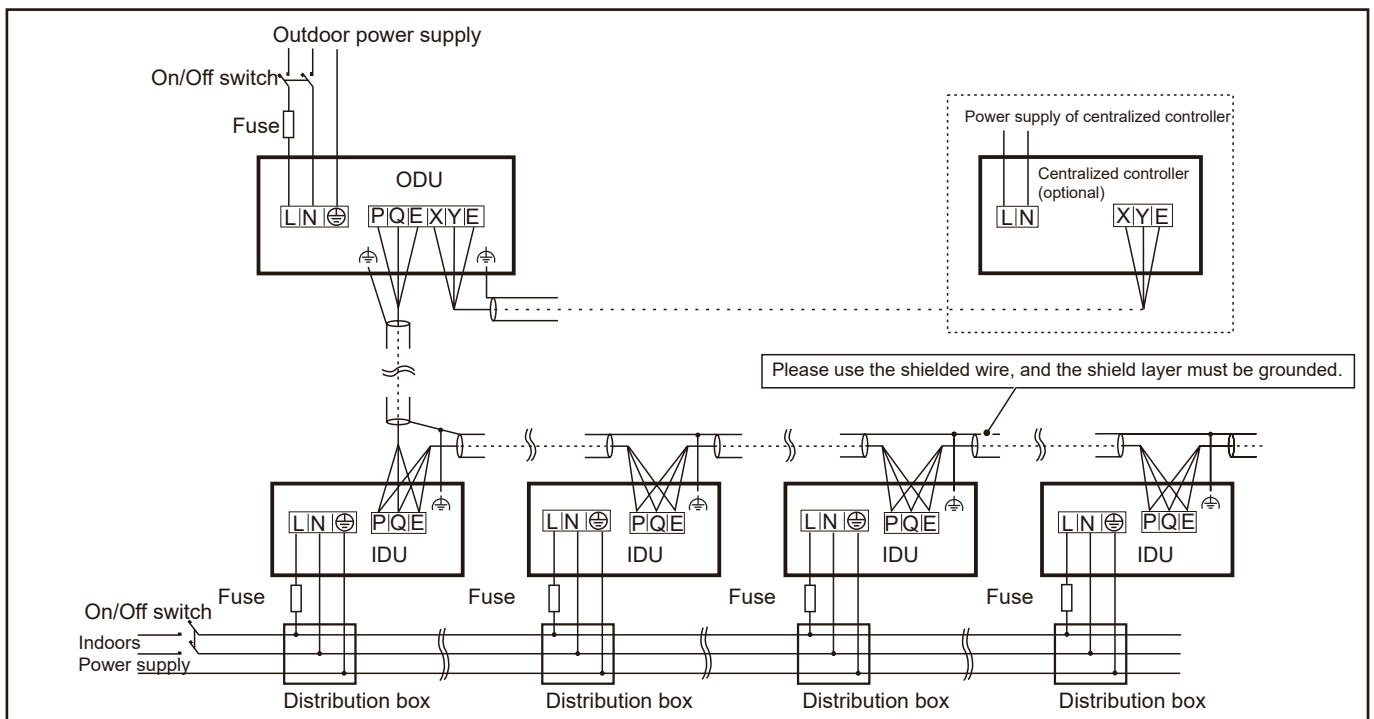 Outdoor power supply
On/Off switch
Fuse
ODU
L N
P Q E X Y E
Power supply of centralized controller
Centralized controller
(optional)
L N
X Y E
Please use the shielded wire, and the shield layer must be grounded.
L N
P Q E
IDU
L N
P Q E
IDU
L N
P Q E
IDU
L N
P Q E
IDU
Fuse
Fuse
Fuse
Fuse
On/Off switch
Indoors
Power supply
Distribution box
Distribution box
Distribution box
Distribution box